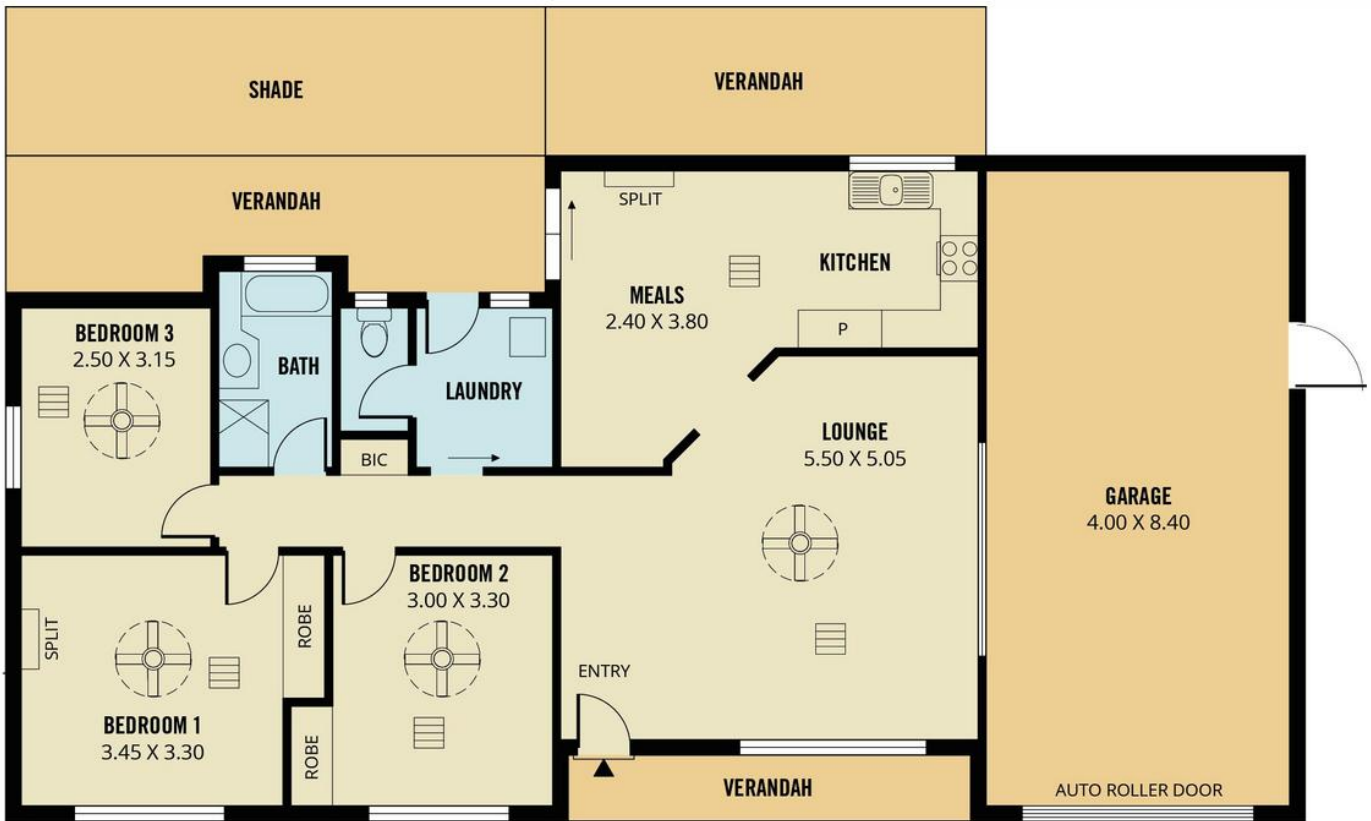 SHADE
VERANDAH
VERANDAH
SPLIT
KITCHEN
MEALS
2.40 X 3.80
P
BEDROOM 3
2.50 X 3.15
BATH
LAUNDRY
BIC
LOUNGE
5.50 X 5.05
GARAGE
4.00 X 8.40
BEDROOM 2
3.00 X 3.30
ROBE
SPLIT
ENTRY
BEDROOM 1
3.45 X 3.30
ROBE
VERANDAH
AUTO ROLLER DOOR